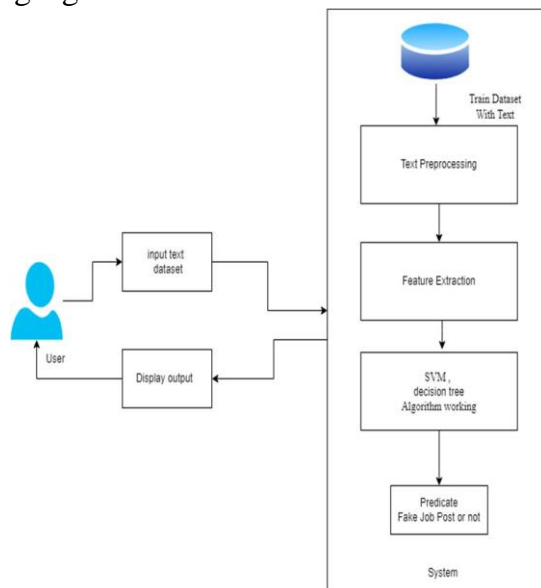 Train Dataset
With Text
Text Preprocessing
input text
dataset
Feature Extraction
User
Display output
SVM ,
decision tree
Algorithm working
Predicate
Fake Job Post or not
System